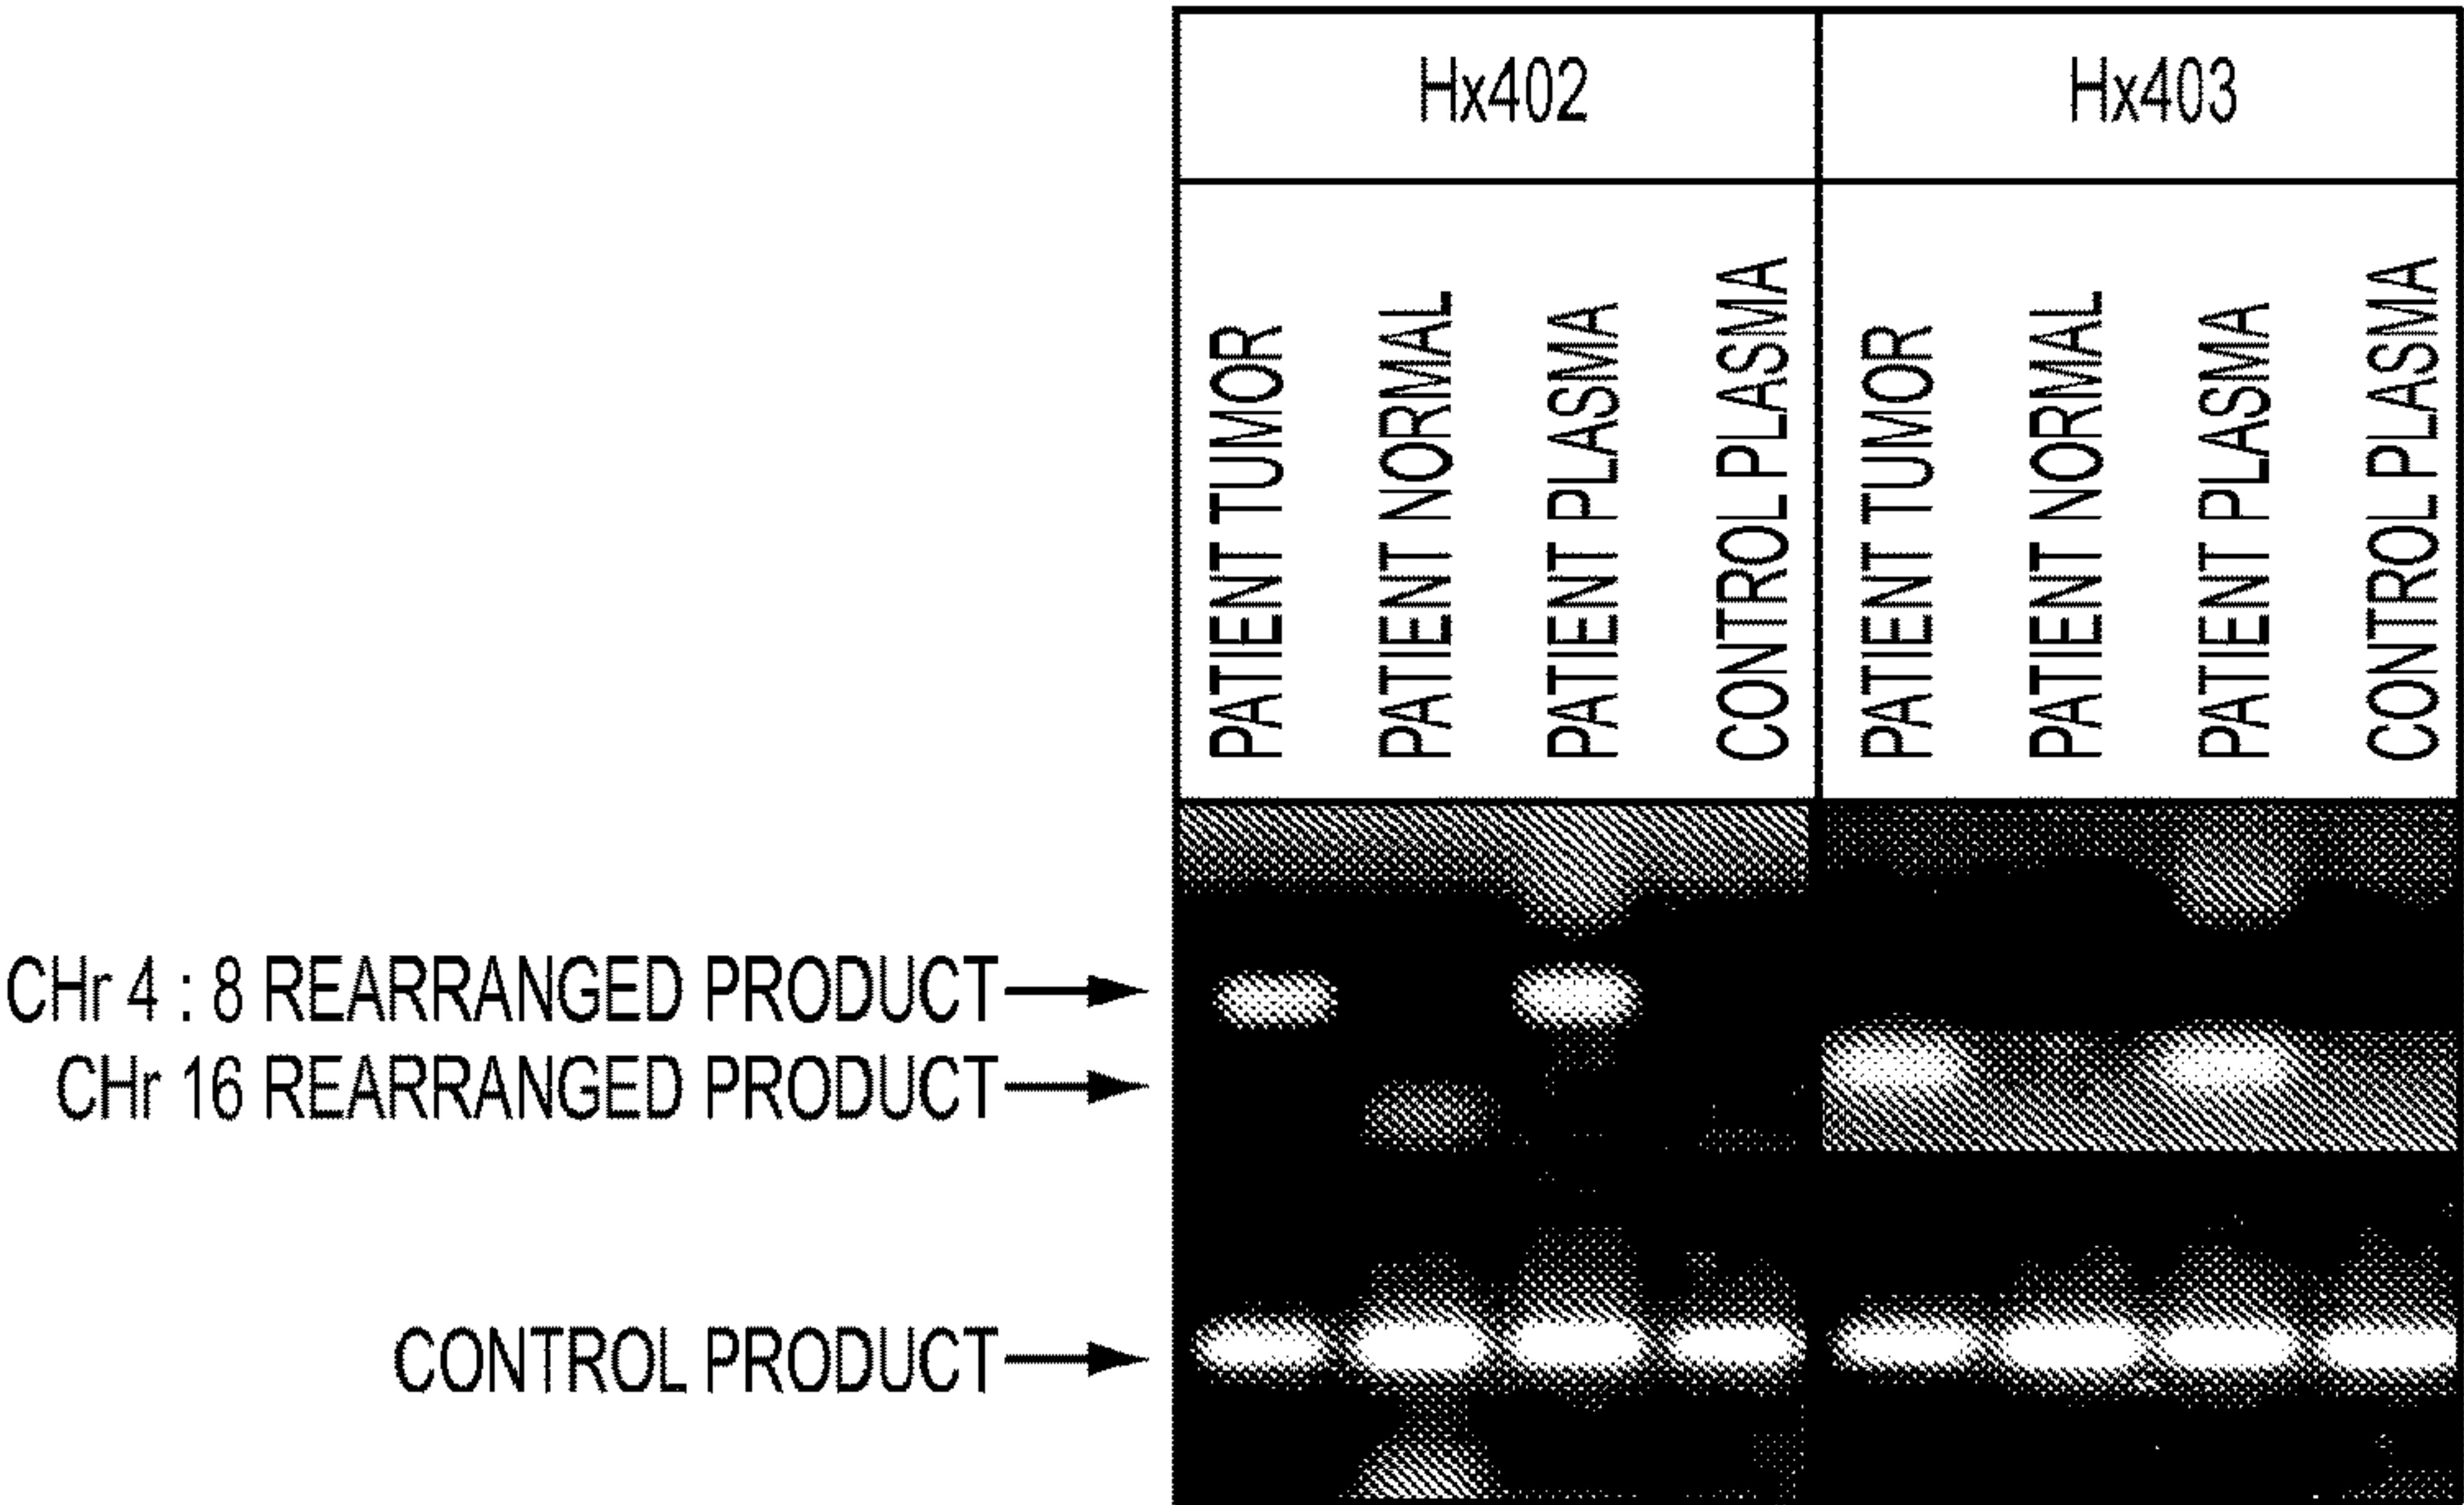 Hx402
Hx403
PATIENT TUMOR
PATIENT NORMAL
PATIENT PLASMA
CONTROL PLASMA
PATIENT TUMOR
PATIENT NORMAL
PATIENT PLASMA
CONTROL PLASMA
CHr 4 : 8 REARRANGED PRODUCT
CHr 16 REARRANGED PRODUCT
CONTROL PRODUCT